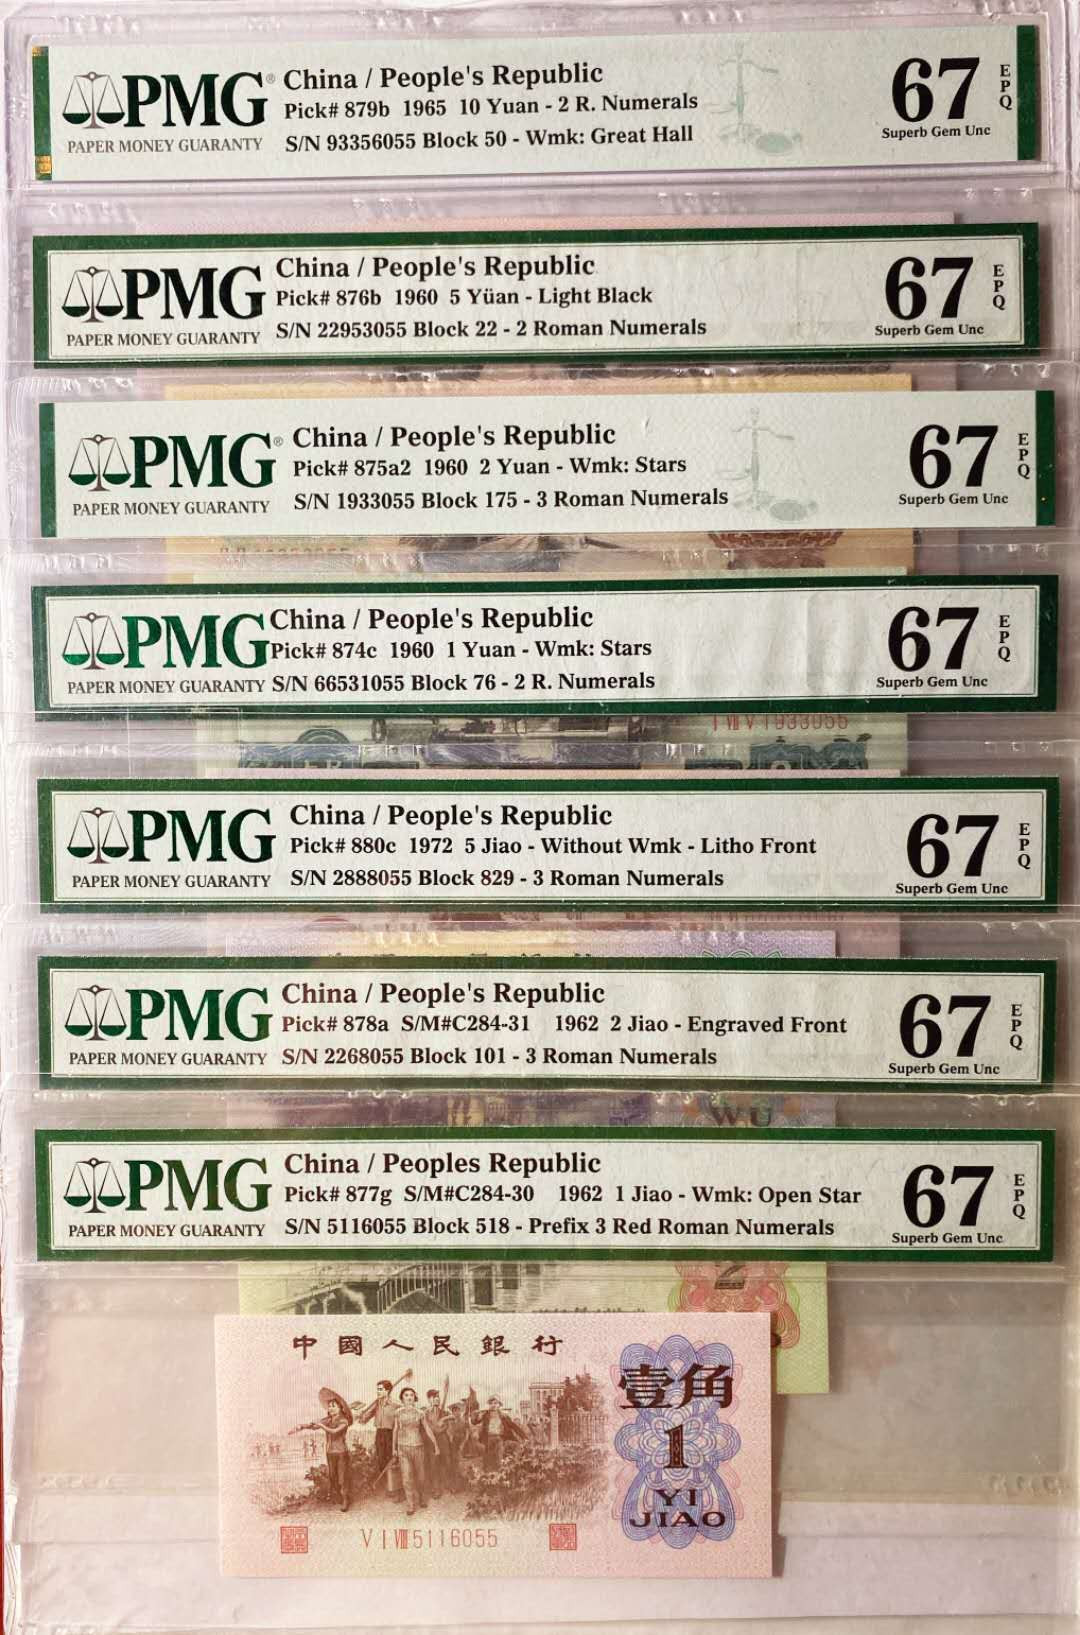 PMG®
PAPER MONEY GUARANTY
China / People's Republic
Pick# 879b 1965 10 Yuan - 2 R. Numerals
S/N 93356055 Block 50 - Wmk: Great Hall
67
EPQ
Superb Gem Unc
PMG
PAPER MONEY GUARANTY
China / People's Republic
Pick# 876b 1960 5 Yüan - Light Black
S/N 22953055 Block 22 - 2 Roman Numerals
67
EPQ
Superb Gem Unc
PMG®
PAPER MONEY GUARANTY
China / People's Republic
Pick# 875a2 1960 2 Yuan - Wmk: Stars
S/N 1933055 Block 175 - 3 Roman Numerals
67
EPQ
Superb Gem Unc
PMG
PAPER MONEY GUARANTY
China / People's Republic
Pick# 874c 1960 1 Yuan - Wmk: Stars
S/N 66531055 Block 76 - 2 R. Numerals
67
EPQ
Superb Gem Unc
I VII V 1933055
PMG
PAPER MONEY GUARANTY
China / People's Republic
Pick# 880c 1972 5 Jiao - Without Wmk - Litho Front
S/N 2888055 Block 829 - 3 Roman Numerals
67
EPQ
Superb Gem Unc
PMG
PAPER MONEY GUARANTY
China / People's Republic
Pick# 878a S/M#C284-31 1962 2 Jiao - Engraved Front
S/N 2268055 Block 101 - 3 Roman Numerals
67
EPQ
Superb Gem Unc
WU
PMG
PAPER MONEY GUARANTY
China / Peoples Republic
Pick# 877g S/M#C284-30 1962 1 Jiao - Wmk: Open Star
S/N 5116055 Block 518 - Prefix 3 Red Roman Numerals
67
EPQ
Superb Gem Unc
2
中國人民銀行
壹角
1
YI
JIAO
V I VIII 5116055